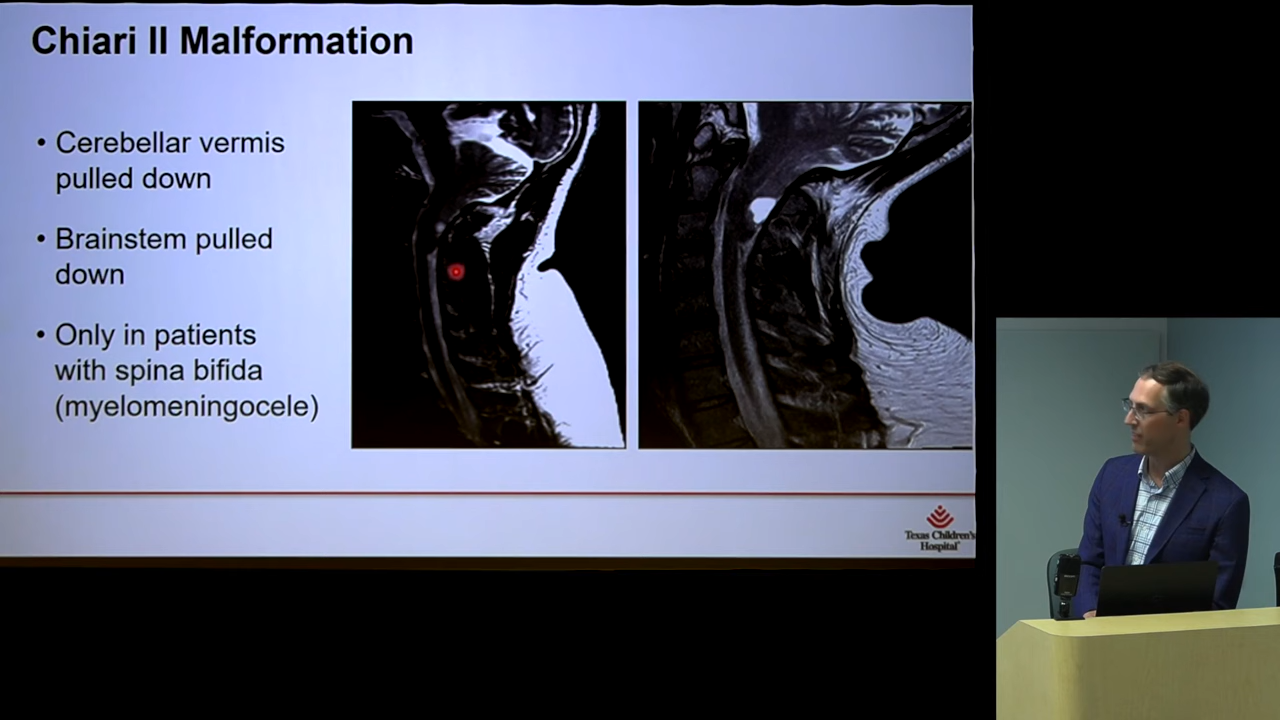 Chiari II Malformation
• Cerebellar vermis
pulled down
• Brainstem pulled
down
• Only in patients
with spina bifida
(myelomeningocele)
Texas Children's
Hospital